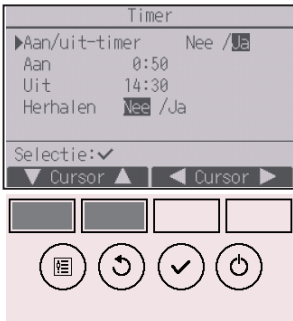 Timer
▶Aan/uit-timer Nee /Ja
Aan 0:50
Uit 14:30
Herhalen Nee /Ja
Selectie:✓
▼ Cursor ▲ ◀ Cursor ▶